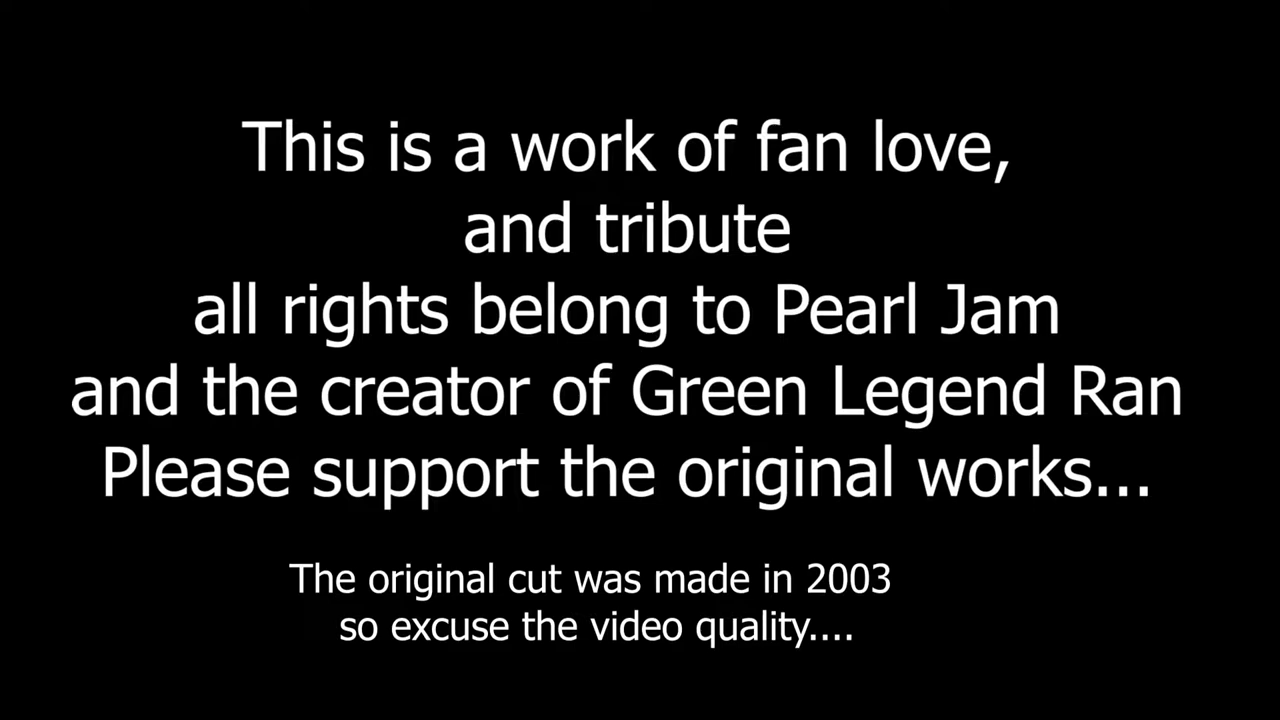 This is a work of fan love,
and tribute
all rights belong to Pearl Jam
and the creator of Green Legend Ran
Please support the original works...
The original cut was made in 2003
so excuse the video quality....